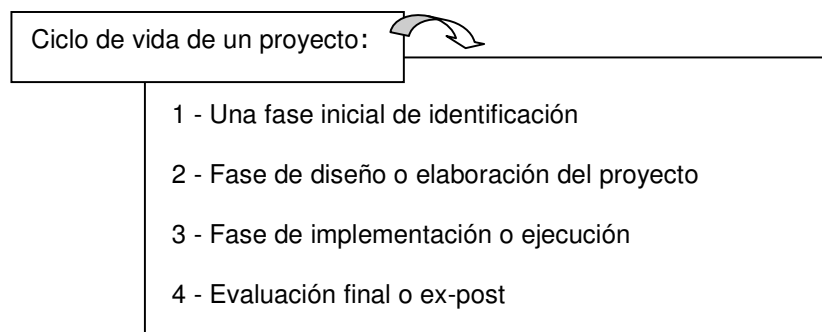 Ciclo de vida de un proyecto:
1 - Una fase inicial de identificación
2 - Fase de diseño o elaboración del proyecto
3 - Fase de implementación o ejecución
4 - Evaluación final o ex-post